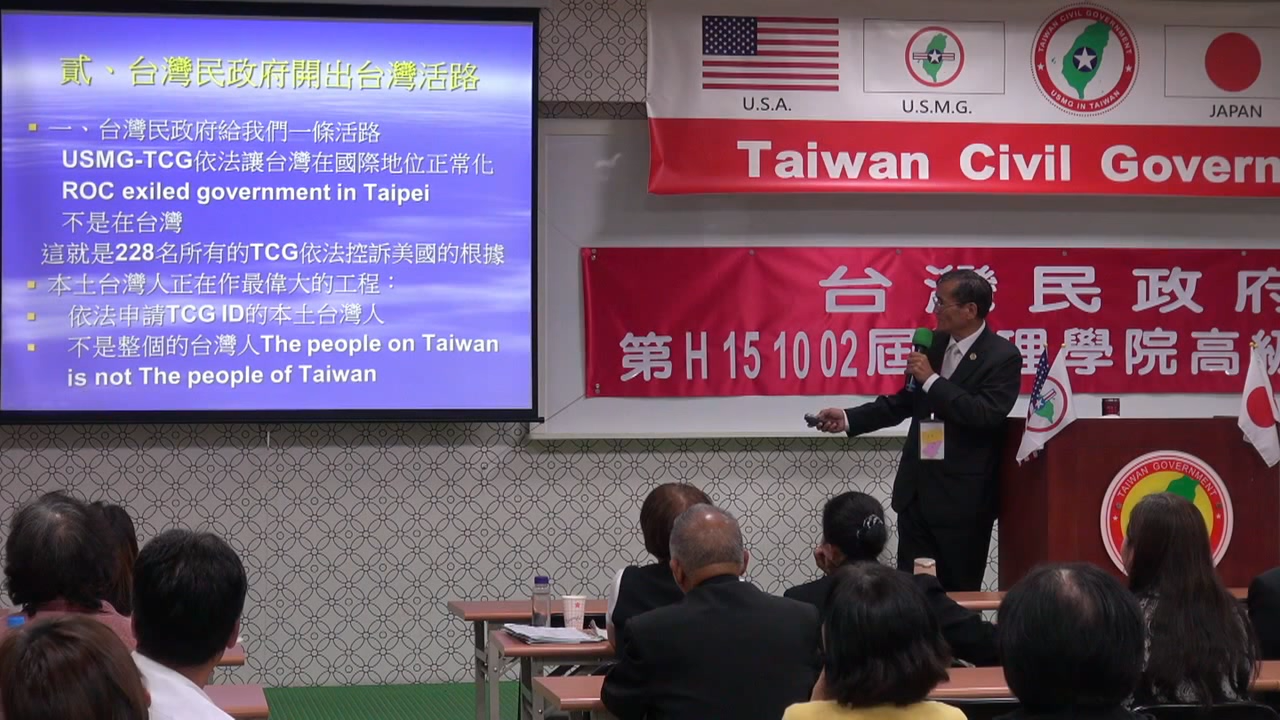 貳、台灣民政府開出台灣活路
一、台灣民政府給我們一條活路
USMG-TCG依法讓台灣在國際地位正常化
ROC exiled government in Taipei
不是在台灣
這就是228名所有的TCG依法控訴美國的根據
本土台灣人正在作最偉大的工程：
依法申請TCG ID的本土台灣人
不是整個的台灣人The people on Taiwan
is not The people of Taiwan
U.S.A.
U.S.M.G.
TAIWAN CIVIL GOVERNMENT
USMG IN TAIWAN
JAPAN
Taiwan Civil Govern
台灣民政府
第H 15 10 02屆 理學院高級
TAIWAN GOVERNMENT